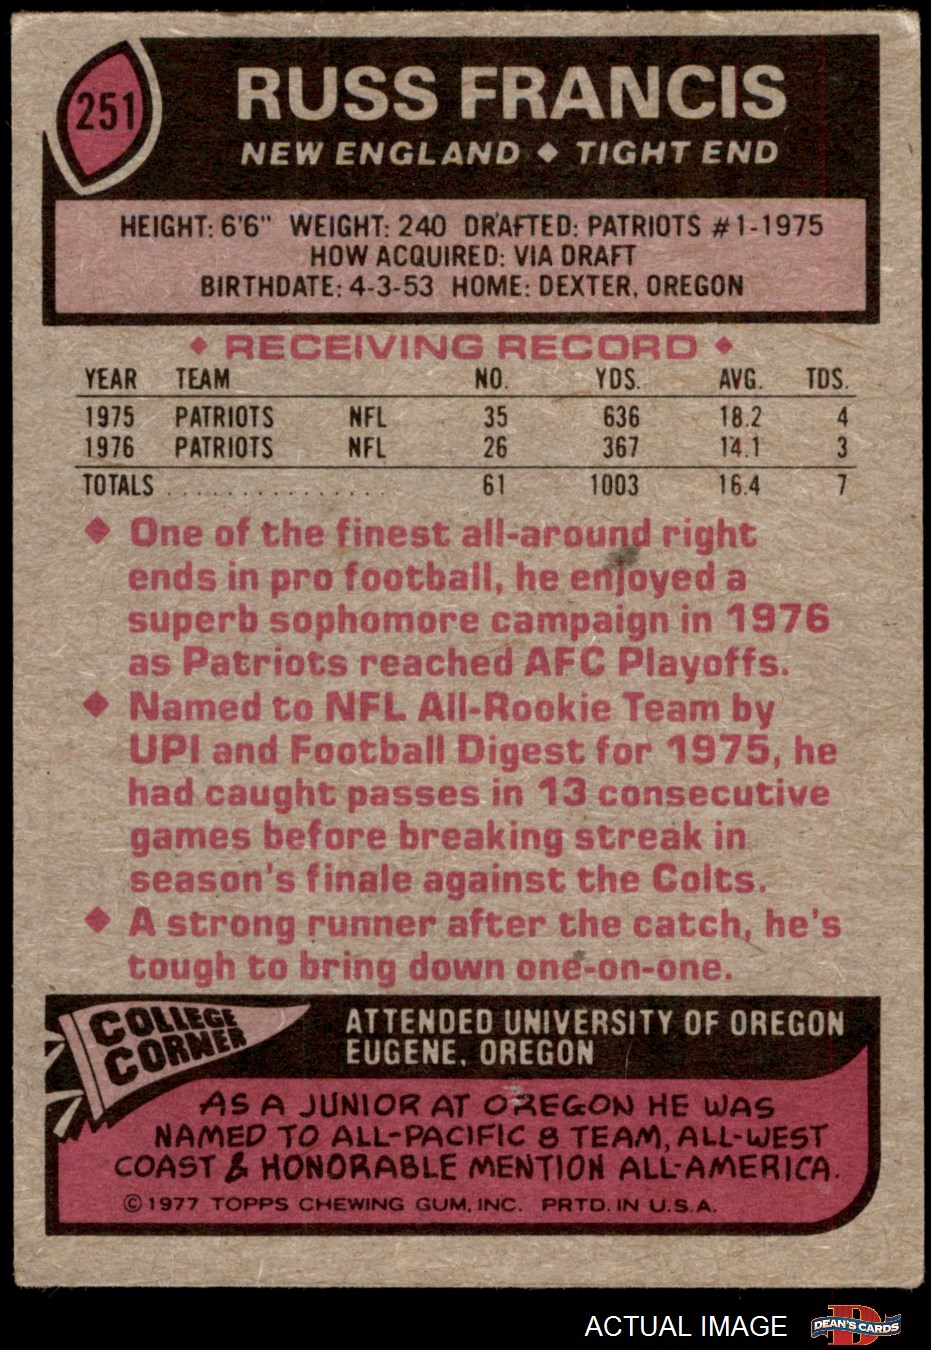 251
RUSS FRANCIS
NEW ENGLAND ◆ TIGHT END
HEIGHT: 6'6" WEIGHT: 240 DRAFTED: PATRIOTS #1-1975
HOW ACQUIRED: VIA DRAFT
BIRTHDATE: 4-3-53 HOME: DEXTER, OREGON
◆ RECEIVING RECORD ◆
YEAR TEAM NO. YDS. AVG. TDS.
1975 PATRIOTS NFL 35 636 18.2 4
1976 PATRIOTS NFL 26 367 14.1 3
TOTALS . . . . . . . . . . . . . . . . 61 1003 16.4 7
◆ One of the finest all-around right
ends in pro football, he enjoyed a
superb sophomore campaign in 1976
as Patriots reached AFC Playoffs.
◆ Named to NFL All-Rookie Team by
UPI and Football Digest for 1975, he
had caught passes in 13 consecutive
games before breaking streak in
season's finale against the Colts.
◆ A strong runner after the catch, he's
tough to bring down one-on-one.
COLLEGE
CORNER
ATTENDED UNIVERSITY OF OREGON
EUGENE, OREGON
AS A JUNIOR AT OREGON HE WAS
NAMED TO ALL-PACIFIC 8 TEAM, ALL-WEST
COAST & HONORABLE MENTION ALL-AMERICA.
© 1977 TOPPS CHEWING GUM, INC. PRTD. IN U.S.A.
ACTUAL IMAGE
D
DEAN'S CARDS